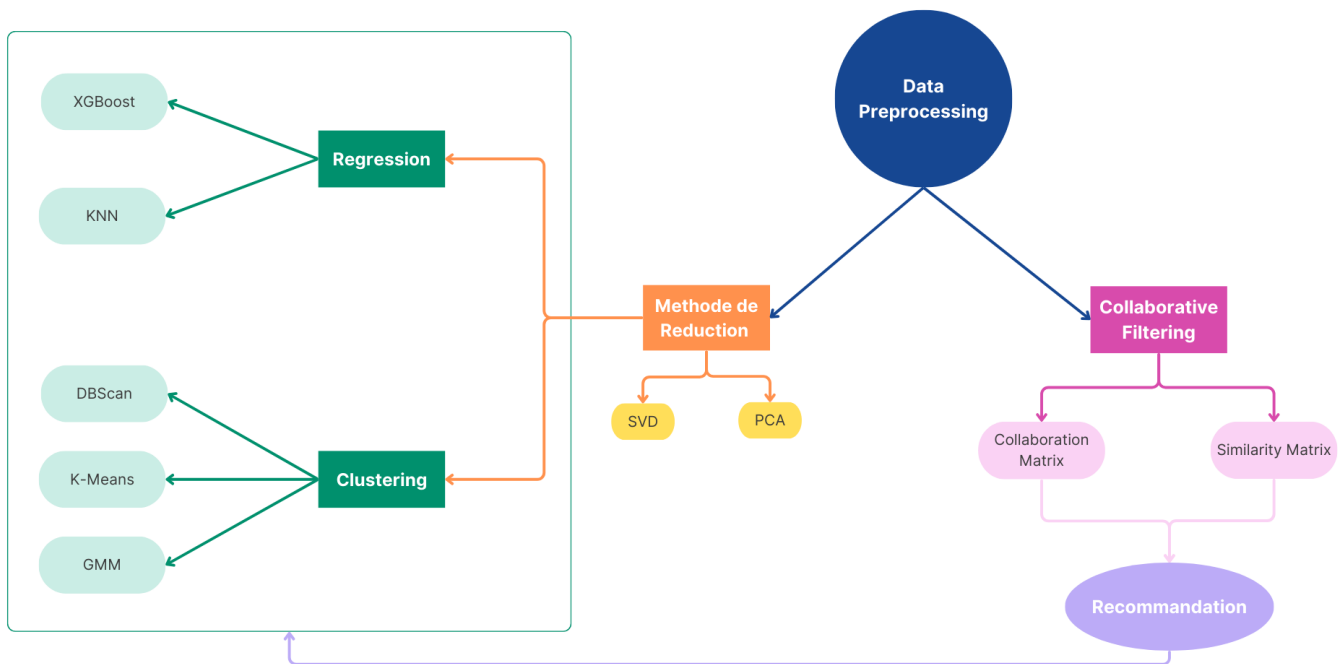 Data
Preprocessing
XGBoost
Regression
KNN
Methode de
Reduction
Collaborative
Filtering
DBScan
SVD
PCA
Collaboration
Matrix
Similarity Matrix
K-Means
Clustering
GMM
Recommandation